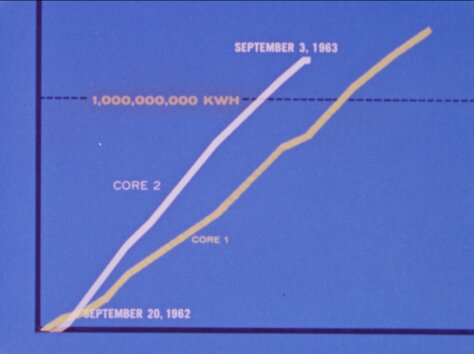 SEPTEMBER 3, 1963
1,000,000,000 KWH
CORE 2
CORE 1
SEPTEMBER 20, 1962